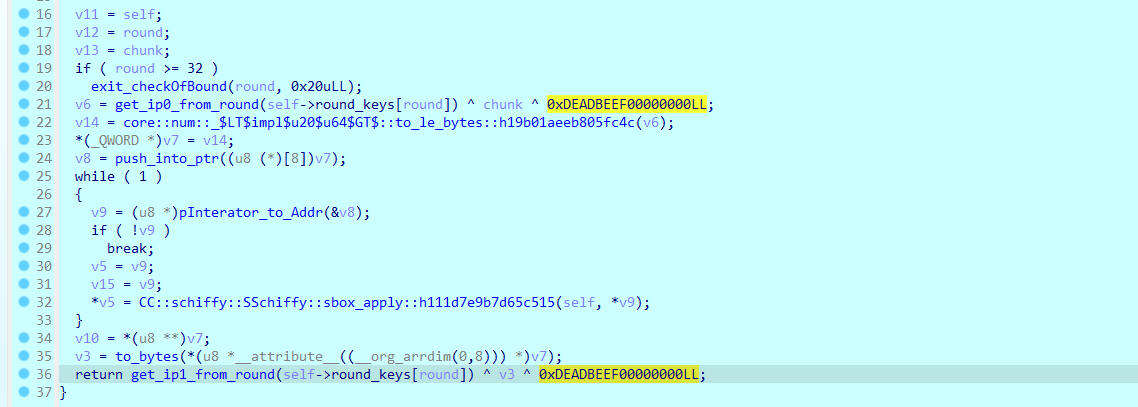 16 v11 = self;
17 v12 = round;
18 v13 = chunk;
19 if ( round >= 32 )
20 exit_checkOfBound(round, 0x20uLL);
21 v6 = get_ip0_from_round(self->round_keys[round]) ^ chunk ^ 0xDEADBEEF00000000LL;
22 v14 = core::num::_$LT$impl$u20$u64$GT$::to_le_bytes::h19b01aeeb805fc4c(v6);
23 *(_QWORD *)v7 = v14;
24 v8 = push_into_ptr((u8 (*)[8])v7);
25 while ( 1 )
26 {
27 v9 = (u8 *)pInterator_to_Addr(&v8);
28 if ( !v9 )
29 break;
30 v5 = v9;
31 v15 = v9;
32 *v5 = CC::schiffy::SSchiffy::sbox_apply::h111d7e9b7d65c515(self, *v9);
33 }
34 v10 = *(u8 **)v7;
35 v3 = to_bytes(*(u8 *__attribute__((__org_arrdim(0,8))) *)v7);
36 return get_ip1_from_round(self->round_keys[round]) ^ v3 ^ 0xDEADBEEF00000000LL;
37 }